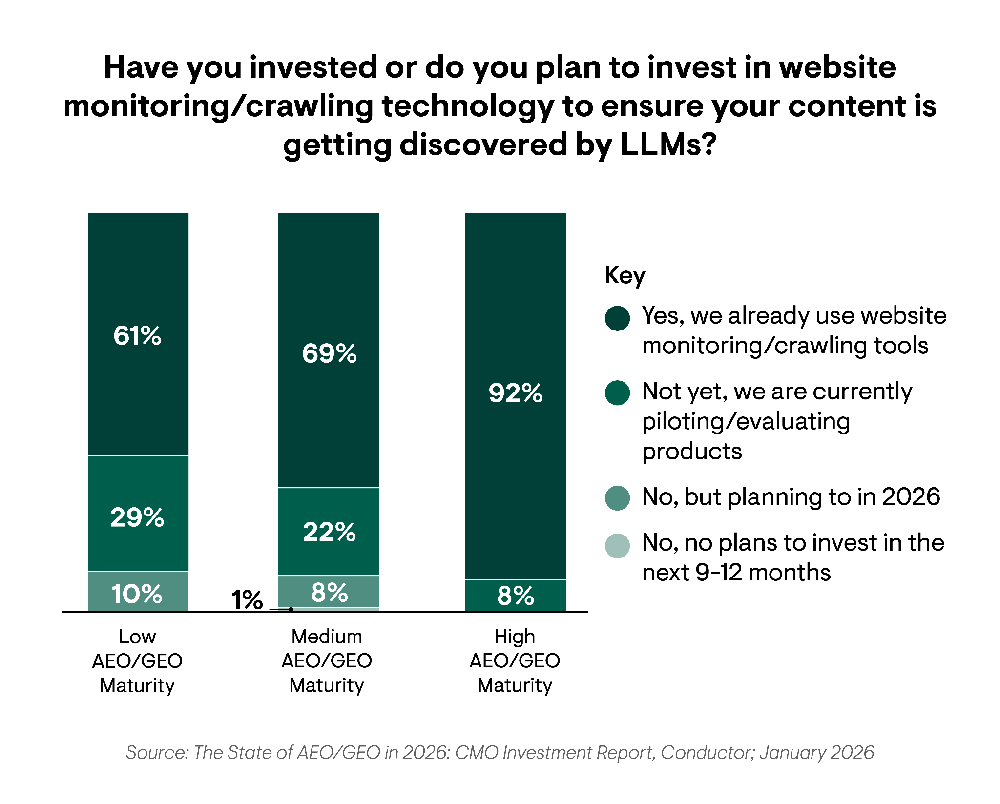 Have you invested or do you plan to invest in website
monitoring/crawling technology to ensure your content is
getting discovered by LLMs?
61%
29%
10%
69%
22%
8%
1%
92%
8%
Low
AEO/GEO
Maturity
Medium
AEO/GEO
Maturity
High
AEO/GEO
Maturity
Key
Yes, we already use website
monitoring/crawling tools
Not yet, we are currently
piloting/evaluating
products
No, but planning to in 2026
No, no plans to invest in the
next 9-12 months
Source: The State of AEO/GEO in 2026: CMO Investment Report, Conductor; January 2026